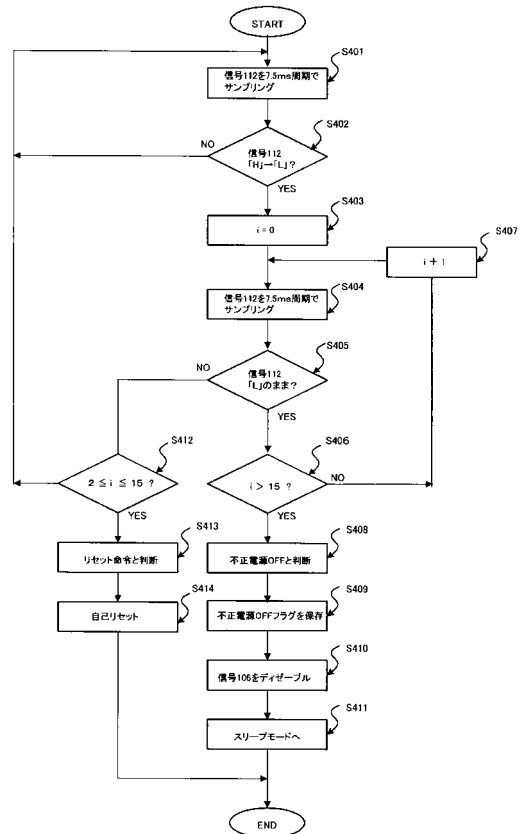 START
S401
信号112を7.5ms周期で
サンプリング
S402
NO
信号112
「H」→「L」?
YES
S403
i = 0
S407
i + 1
S404
信号112を7.5ms周期で
サンプリング
S405
NO
信号112
「L」のまま?
YES
S412
S406
2 ≦ i ≦ 15 ?
i > 15 ?
NO
YES
YES
S413
S408
リセット命令と判断
不正電源OFFと判断
S414
S409
自己リセット
不正電源OFFフラグを保存
S410
信号106をディゼーブル
S411
スリープモードへ
END